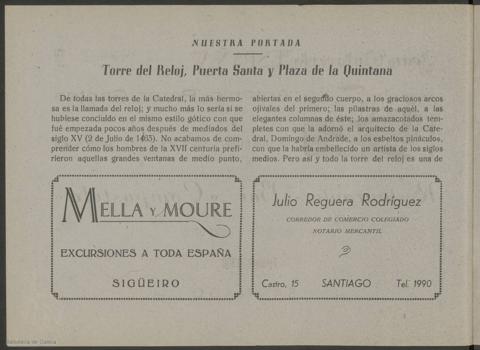 NUESTRA PORTADA
Torre del Reloj, Puerta Santa y Plaza de la Quintana
De todas las torres de la Catedral, la más hermo-
sa es la llamada del reloj; y mucho más lo sería si se
hubiese concluído en el mismo estilo gótico con que
fué empezada pocos años después de mediados del
siglo XV (2 de Julio de 1463). No acabamos de com-
prender cómo los hombres de la XVII centuria prefi-
rieron aquellas grandes ventanas de medio punto,
abiertas en el segundo cuerpo, a los graciosos arcos
ojivales del primero; las pilastras de aquél, a las
elegantes columnas de éste; los amazacotados tem-
pletes con que la adornó el arquitecto de la Cate-
dral, Domingo de Andrade, a los esbeltos pináculos,
con que la habría embellecido un artista de los siglos
medios. Pero así y todo la torre del reloj es una de
MELLA Y MOURE
EXCURSIONES A TODA ESPAÑA
SIGÜEIRO
Julio Reguera Rodríguez
CORREDOR DE COMERCIO COLEGIADO
NOTARIO MERCANTIL
Castro, 15 SANTIAGO Tel. 1990
Biblioteca de Galicia